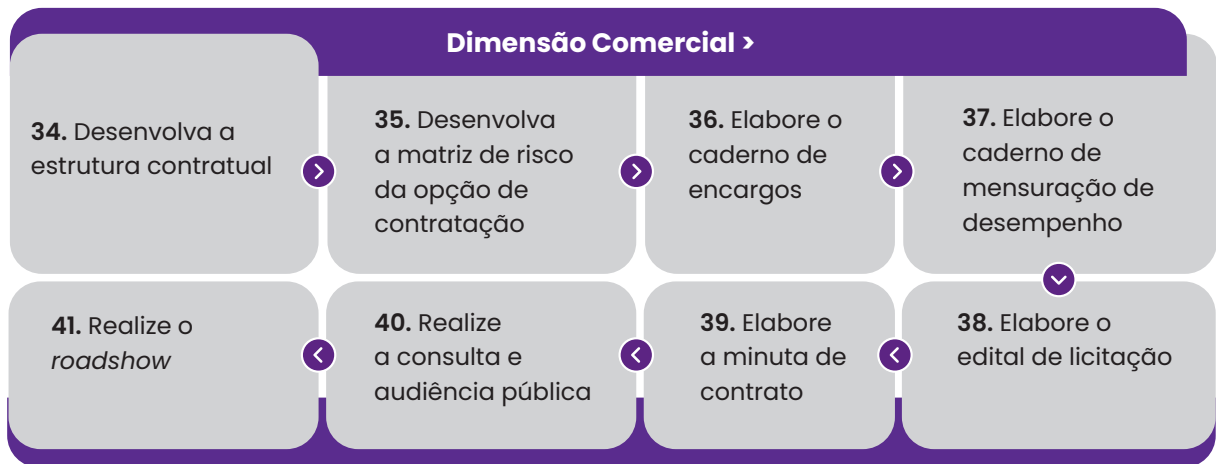 Dimensão Comercial >
34. Desenvolva a
estrutura contratual
35. Desenvolva
a matriz de risco
da opção de
contratação
36. Elabore o
caderno de
encargos
37. Elabore o
caderno de
mensuração de
desempenho
38. Elabore o
edital de licitação
39. Elabore
a minuta de
contrato
40. Realize
a consulta e
audiência pública
41. Realize o
roadshow